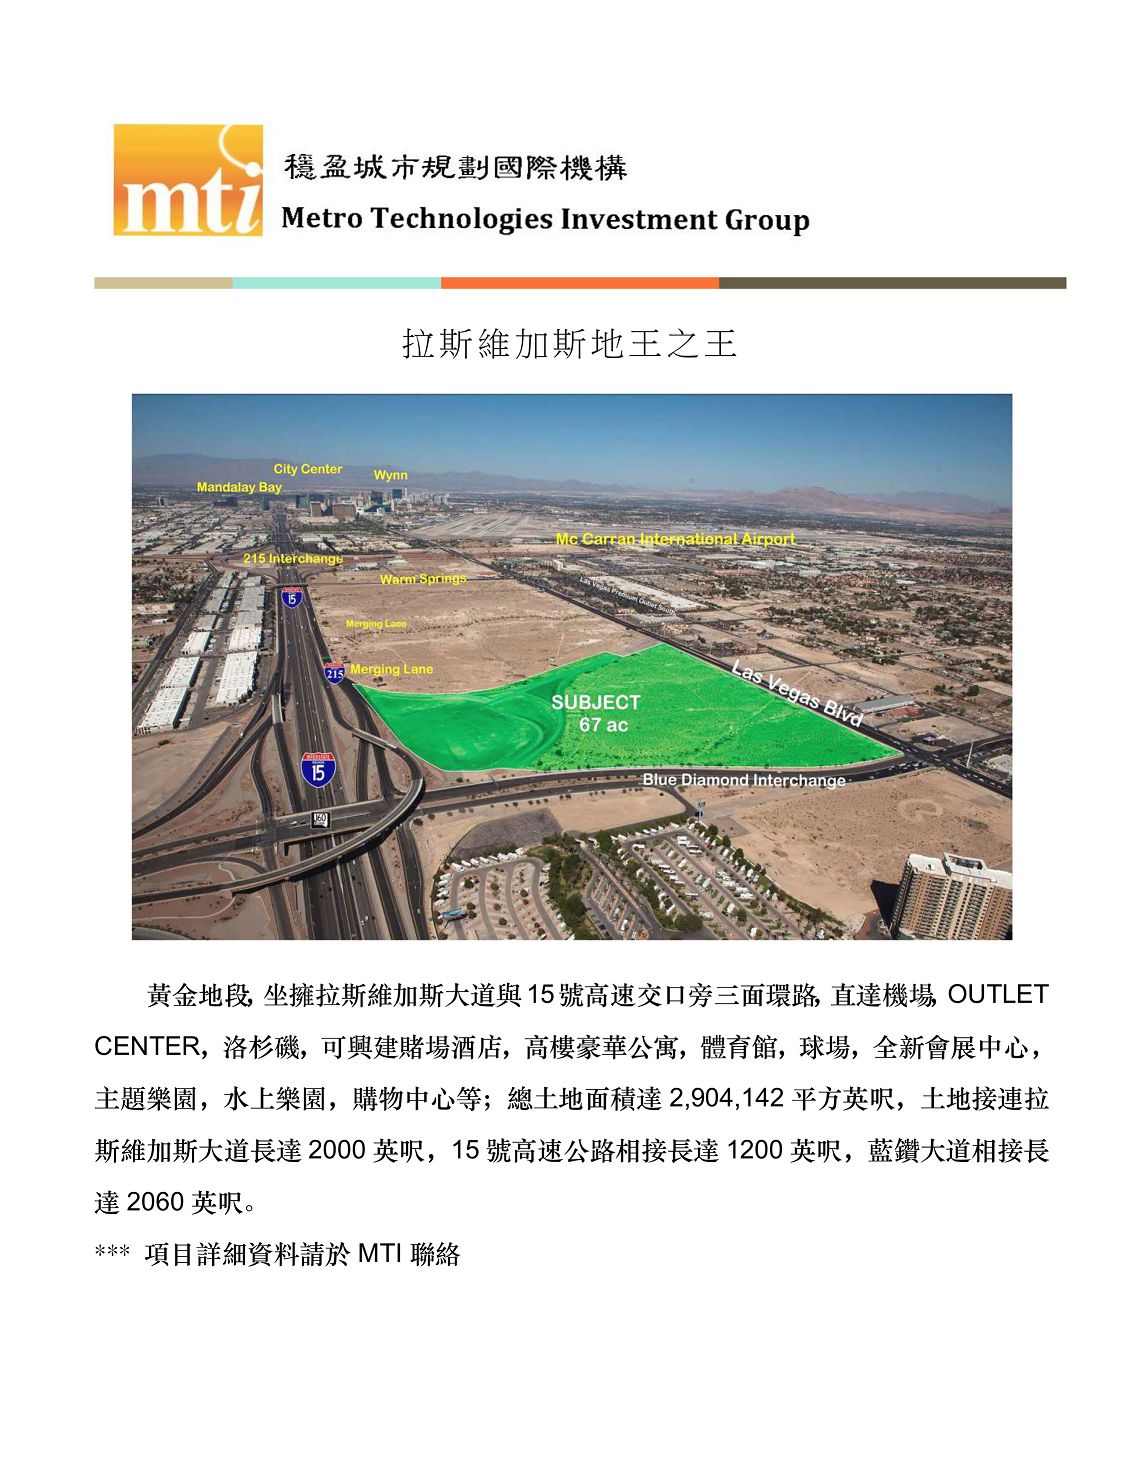 mti
穩盈城市規劃國際機構
Metro Technologies Investment Group
拉斯維加斯地王之王
City Center
Wynn
Mandalay Bay
Mc Carran International Airport
215 Interchange
Warm Springs
Las Vegas Premium Outlet South
15
Merging Lane
215 Merging Lane
Las Vegas Blvd
SUBJECT
67 ac
INTERSTATE
15
Blue Diamond Interchange
160
黃金地段，坐擁拉斯維加斯大道與 15 號高速交口旁三面環路，直達機場，OUTLET
CENTER，洛杉磯，可興建賭場酒店，高樓豪華公寓，體育館，球場，全新會展中心，
主題樂園，水上樂園，購物中心等；總土地面積達 2,904,142 平方英呎，土地接連拉
斯維加斯大道長達 2000 英呎，15 號高速公路相接長達 1200 英呎，藍鑽大道相接長
達 2060 英呎。
*** 項目詳細資料請於 MTI 聯絡